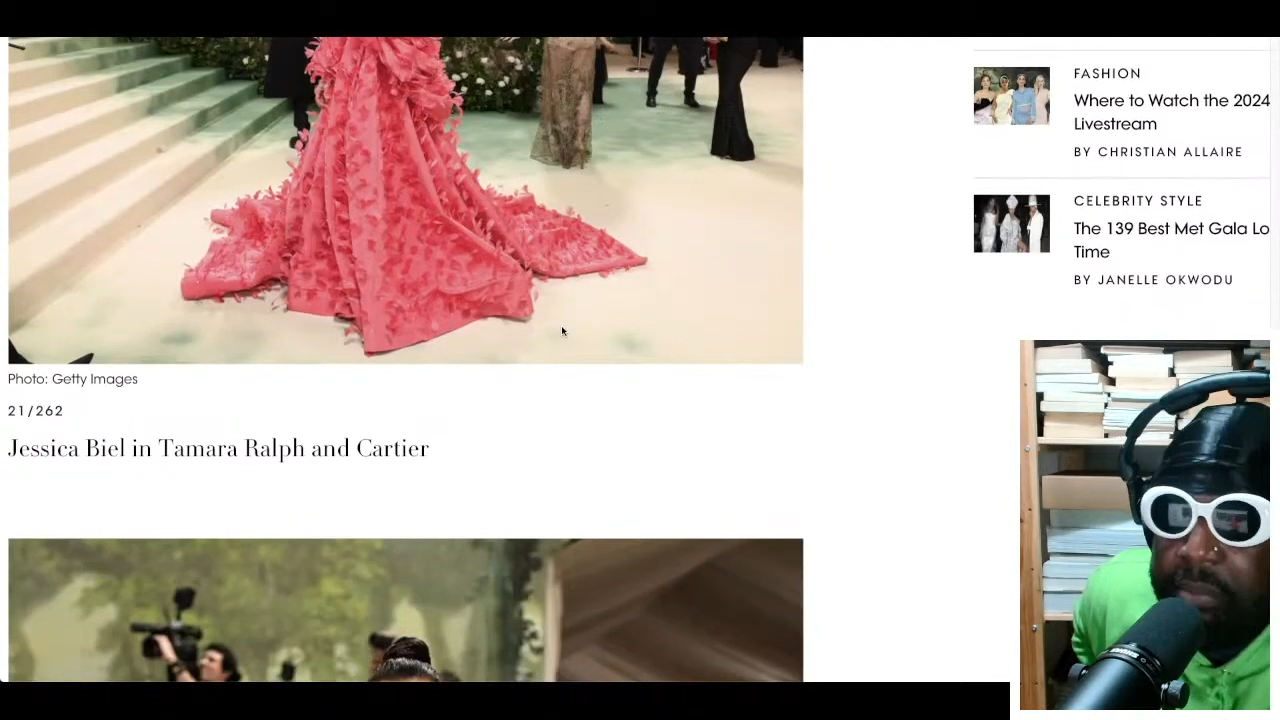 FASHION
Where to Watch the 2024
Livestream
BY CHRISTIAN ALLAIRE
CELEBRITY STYLE
The 139 Best Met Gala Lo
Time
BY JANELLE OKWODU
Photo: Getty Images
21/262
Jessica Biel in Tamara Ralph and Cartier